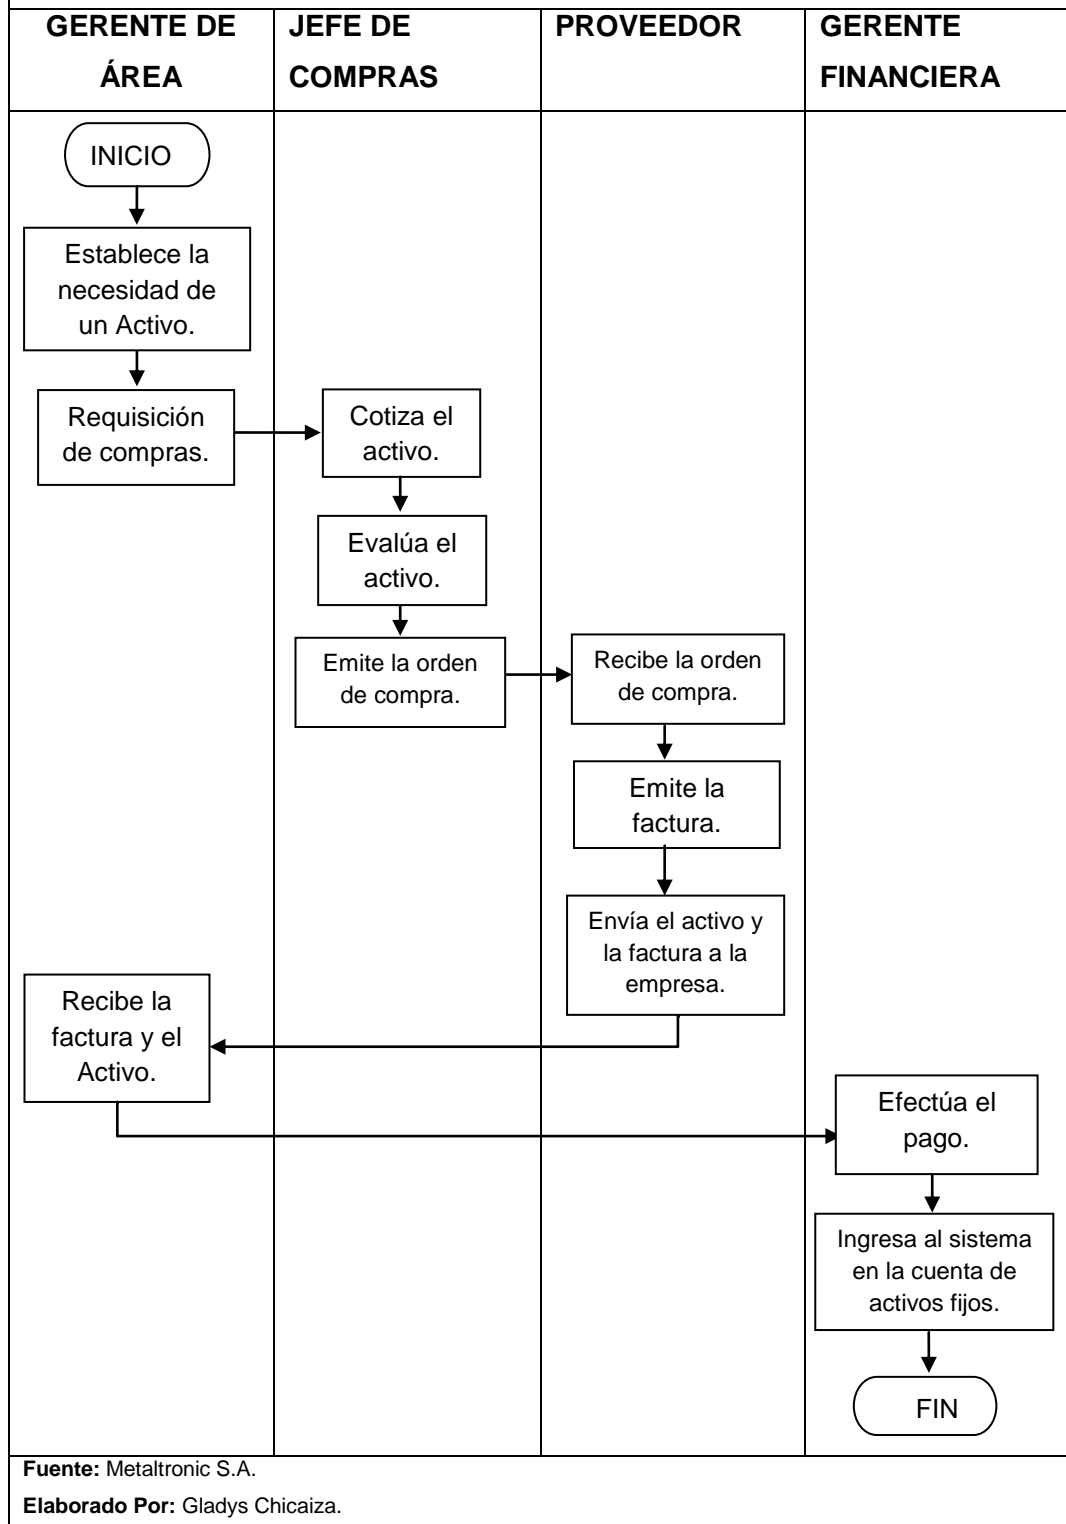 GERENTE DE
ÁREA
JEFE DE
COMPRAS
PROVEEDOR
GERENTE
FINANCIERA
INICIO
Establece la
necesidad de
un Activo.
Requisición
de compras.
Cotiza el
activo.
Evalúa el
activo.
Emite la orden
de compra.
Recibe la orden
de compra.
Emite la
factura.
Envía el activo y
la factura a la
empresa.
Recibe la
factura y el
Activo.
Efectúa el
pago.
Ingresa al sistema
en la cuenta de
activos fijos.
FIN
Fuente: Metaltronic S.A.
Elaborado Por: Gladys Chicaiza.